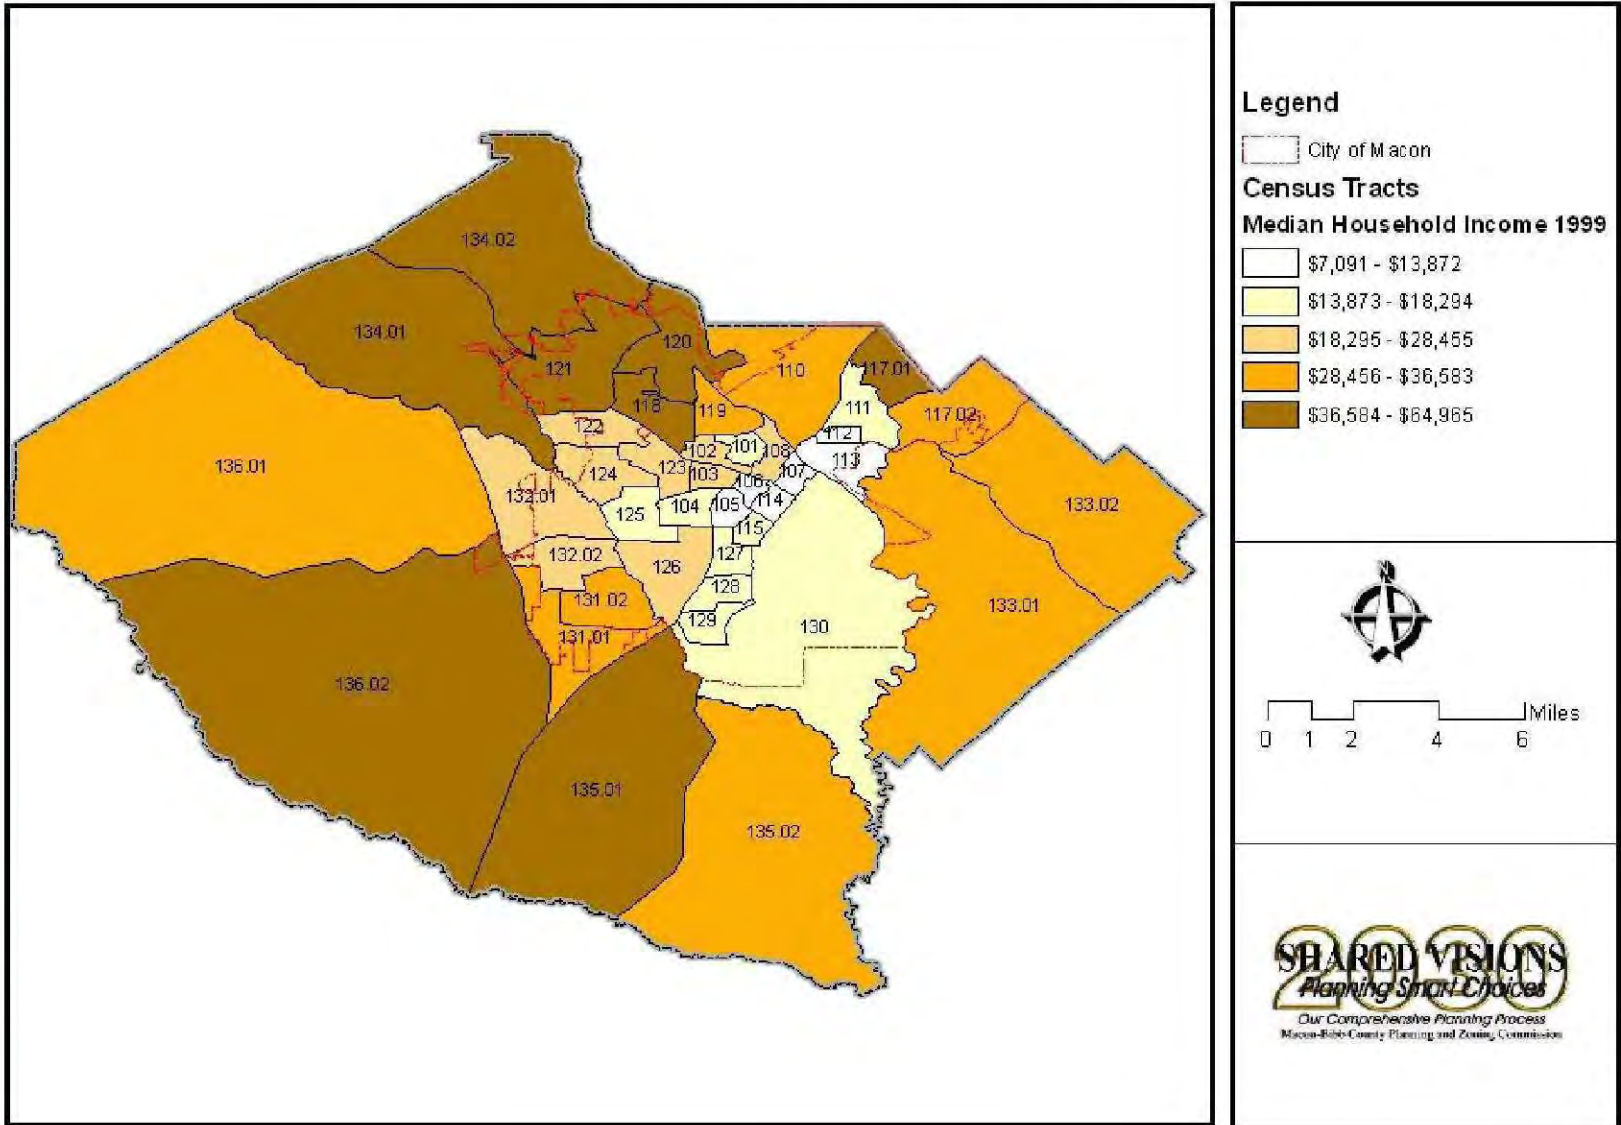 134.02
134.01
120
121
110
117.01
118
119
111
117.02
122
112
101
102
108
113
136.01
123
107
124
103
132.01
106
133.02
104
105
114
125
115
132.02
127
126
128
131.02
133.01
129
130
131.01
136.02
135.01
135.02
Legend
City of Macon
Census Tracts
Median Household Income 1999
$7,091 - $13,872
$13,873 - $18,294
$18,295 - $28,455
$28,456 - $36,583
$36,584 - $64,965
N
Miles
0 1 2 4 6
2030
SHARED VISIONS
Planning Smart Choices
Our Comprehensive Planning Process
Macon-Bibb County Planning and Zoning Commission